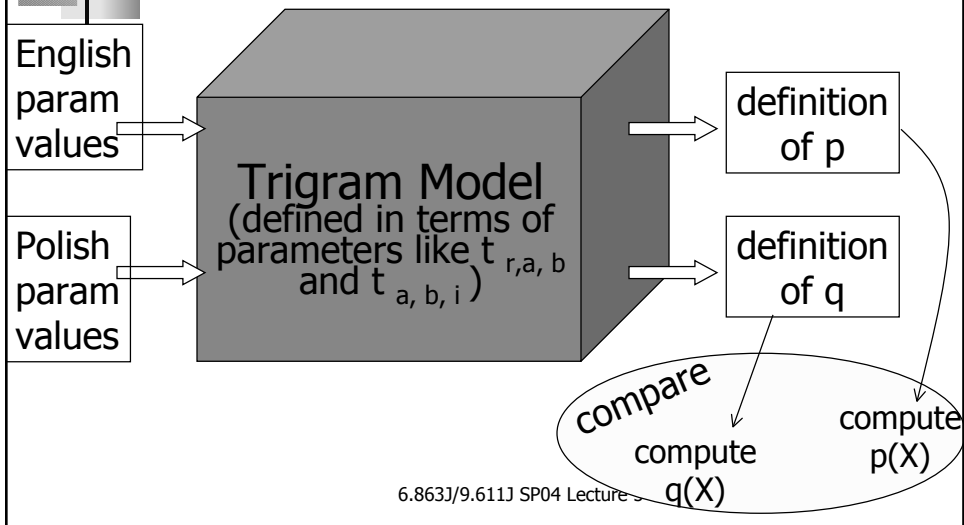 English
param
values
Polish
param
values
Trigram Model
(defined in terms of
parameters like t r,a, b
and t a, b, i )
definition
of p
definition
of q
compare
compute
q(X)
compute
p(X)
6.863J/9.611J SP04 Lecture